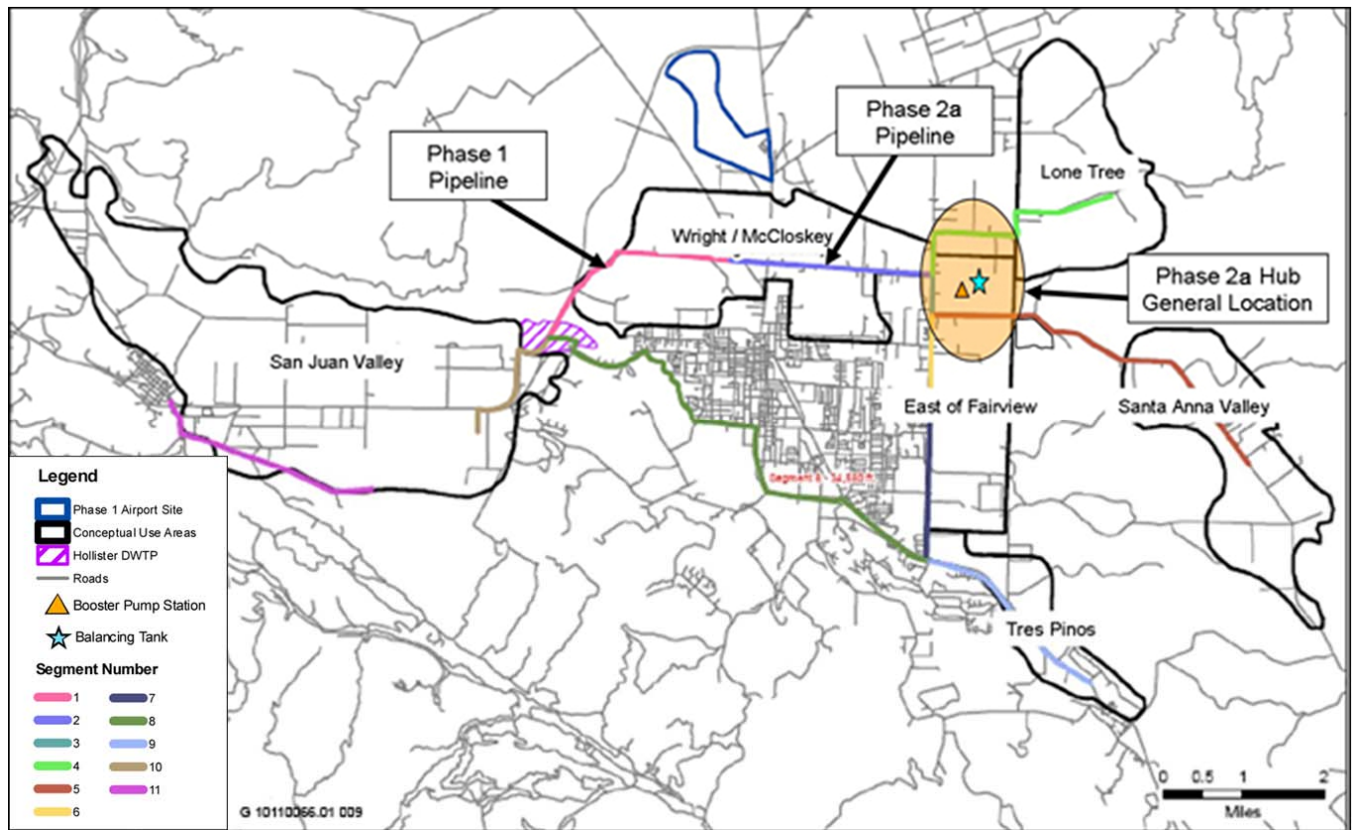 Phase 2a
Pipeline
Phase 1
Pipeline
Lone Tree
Wright / McCloskey
Phase 2a Hub
General Location
San Juan Valley
East of Fairview
Santa Anna Valley
Tres Pinos
Legend
Phase 1 Airport Site
Conceptual Use Areas
Hollister DWTP
Roads
Booster Pump Station
Balancing Tank
Segment Number
1
2
3
4
5
6
7
8
9
10
11
G 10110066.01 009
0 0.5 1 2
Miles